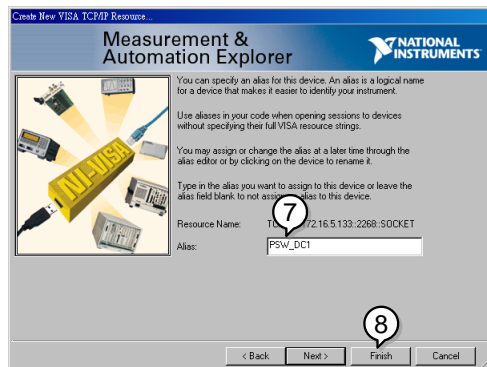 Create New VISA TCP/IP Resource...
Measurement &
Automation Explorer
NATIONAL
INSTRUMENTS
You can specify an alias for this device. An alias is a logical name
for a device that makes it easier to identify your instrument.
Use aliases in your code when opening sessions to devices
without specifying their full VISA resource strings.
You may assign or change the alias at a later time through the
alias editor or by clicking on the device to rename it.
Type in the alias you want to assign to this device or leave the
alias field blank to not alias to this device.
NI-VISA
7
Resource Name: 72.16.5.133::2268::SOCKET
Alias: PSW_DC1
8
< Back Next > Finish Cancel